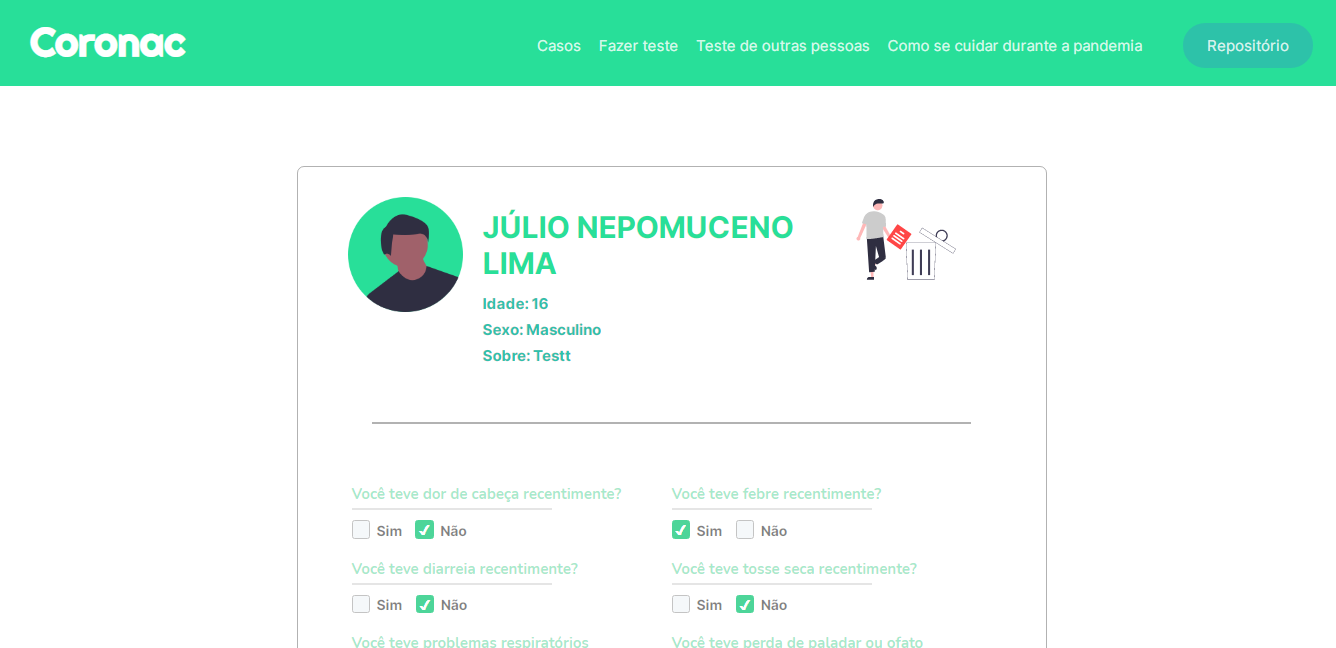 Coronac
Casos Fazer teste Teste de outras pessoas Como se cuidar durante a pandemia Repositório
JÚLIO NEPOMUCENO
LIMA
Idade: 16
Sexo: Masculino
Sobre: Testt
Você teve dor de cabeça recentimente? Você teve febre recentimente?
Sim Não Sim Não
Você teve diarreia recentimente? Você teve tosse seca recentimente?
Sim Não Sim Não
Você teve problemas respiratórios Você teve perda de paladar ou ofato